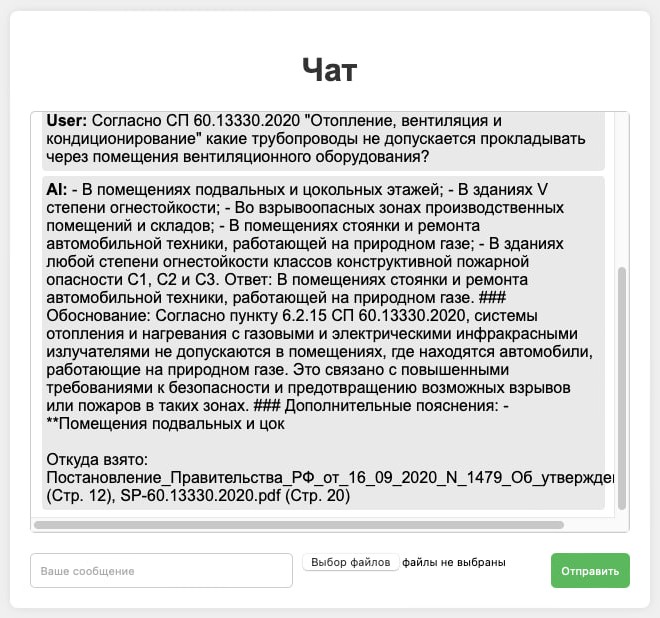 Чат
User: Согласно СП 60.13330.2020 "Отопление, вентиляция и
кондиционирование" какие трубопроводы не допускается прокладывать
через помещения вентиляционного оборудования?
AI: - В помещениях подвальных и цокольных этажей; - В зданиях V
степени огнестойкости; - Во взрывоопасных зонах производственных
помещений и складов; - В помещениях стоянки и ремонта
автомобильной техники, работающей на природном газе; - В зданиях
любой степени огнестойкости классов конструктивной пожарной
опасности С1, С2 и С3. Ответ: В помещениях стоянки и ремонта
автомобильной техники, работающей на природном газе. ###
Обоснование: Согласно пункту 6.2.15 СП 60.13330.2020, системы
отопления и нагревания с газовыми и электрическими инфракрасными
излучателями не допускаются в помещениях, где находятся автомобили,
работающие на природном газе. Это связано с повышенными
требованиями к безопасности и предотвращению возможных взрывов
или пожаров в таких зонах. ### Дополнительные пояснения: -
**Помещения подвальных и цок
Откуда взято:
Постановление_Правительства_РФ_от_16_09_2020_N_1479_Об_утвержде
(Стр. 12), SP-60.13330.2020.pdf (Стр. 20)
Ваше сообщение
Выбор файлов файлы не выбраны
Отправить